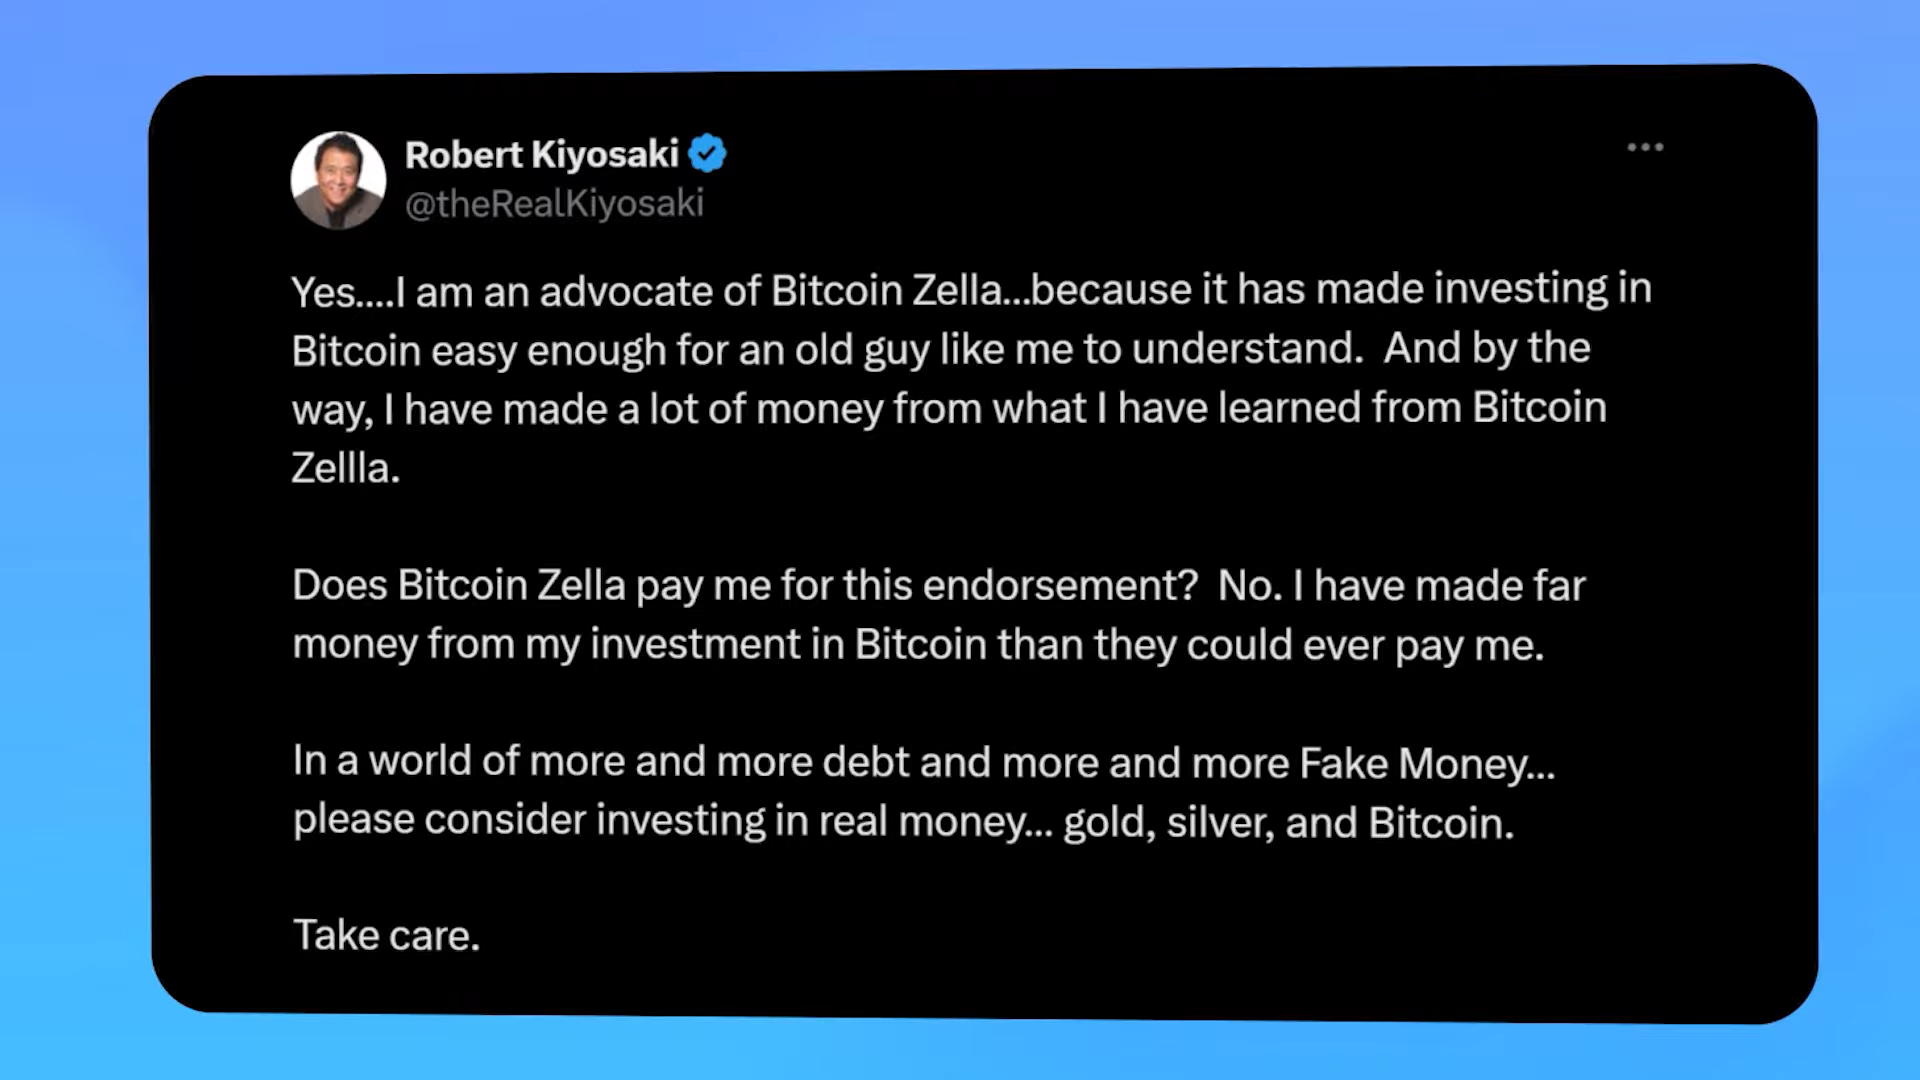 Robert Kiyosaki
@theRealKiyosaki
Yes....I am an advocate of Bitcoin Zella...because it has made investing in
Bitcoin easy enough for an old guy like me to understand.  And by the
way, I have made a lot of money from what I have learned from Bitcoin
Zellla.
Does Bitcoin Zella pay me for this endorsement?  No. I have made far
money from my investment in Bitcoin than they could ever pay me.
In a world of more and more debt and more and more Fake Money...
please consider investing in real money... gold, silver, and Bitcoin.
Take care.